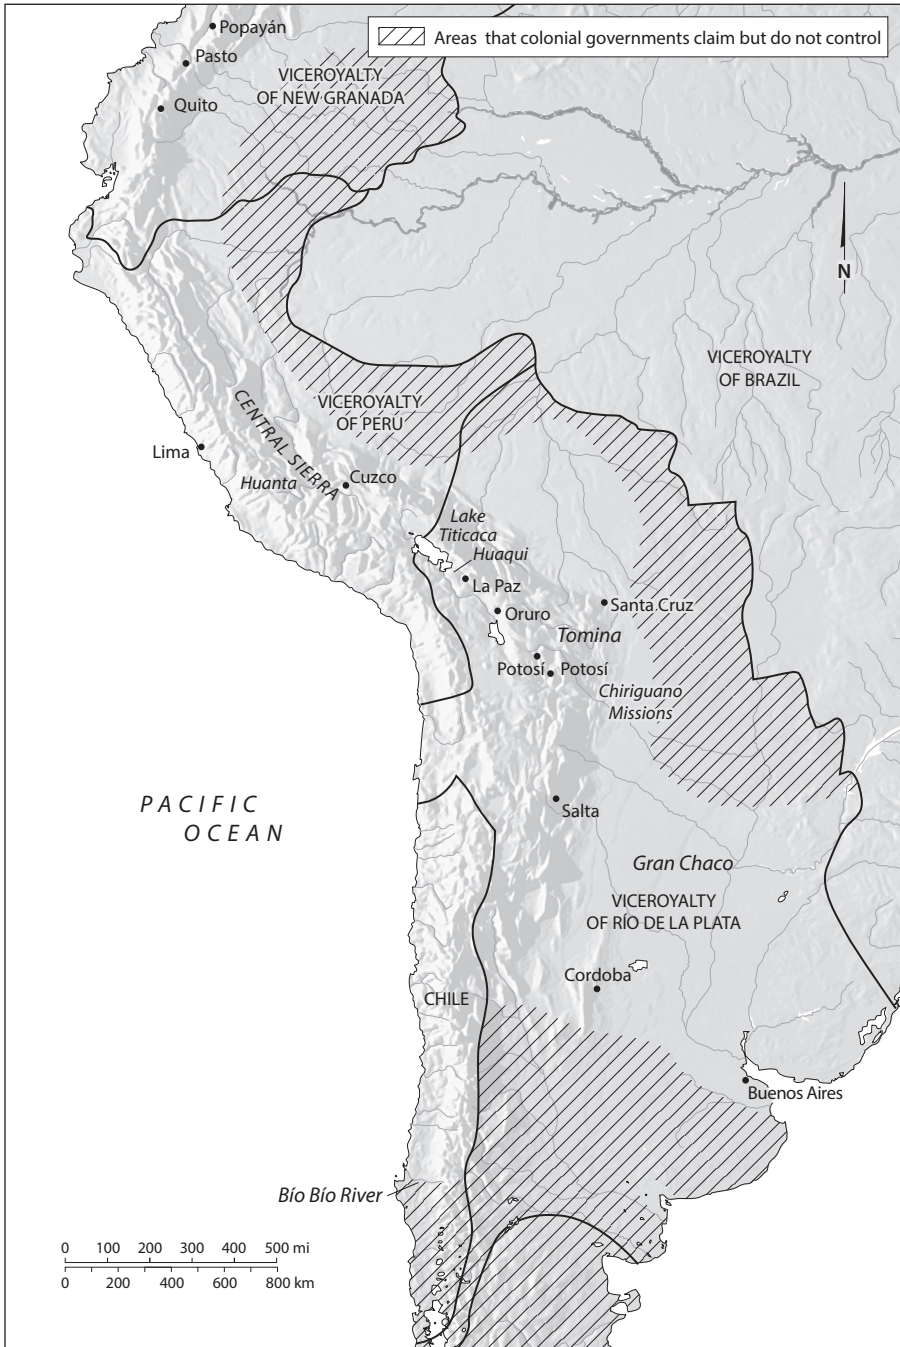 Popayán
Areas that colonial governments claim but do not control
Pasto
VICEROYALTY
OF NEW GRANADA
Quito
N
VICEROYALTY
OF BRAZIL
VICEROYALTY
OF PERU
CENTRAL SIERRA
Lima
Huanta
Cuzco
Lake
Titicaca
Huaqui
La Paz
Oruro
Santa Cruz
Tomina
Potosí
Potosí
Chiriguano
Missions
PACIFIC
OCEAN
Salta
Gran Chaco
VICEROYALTY
OF RÍO DE LA PLATA
Cordoba
CHILE
Buenos Aires
Bío Bío River
0 100 200 300 400 500 mi
0 200 400 600 800 km